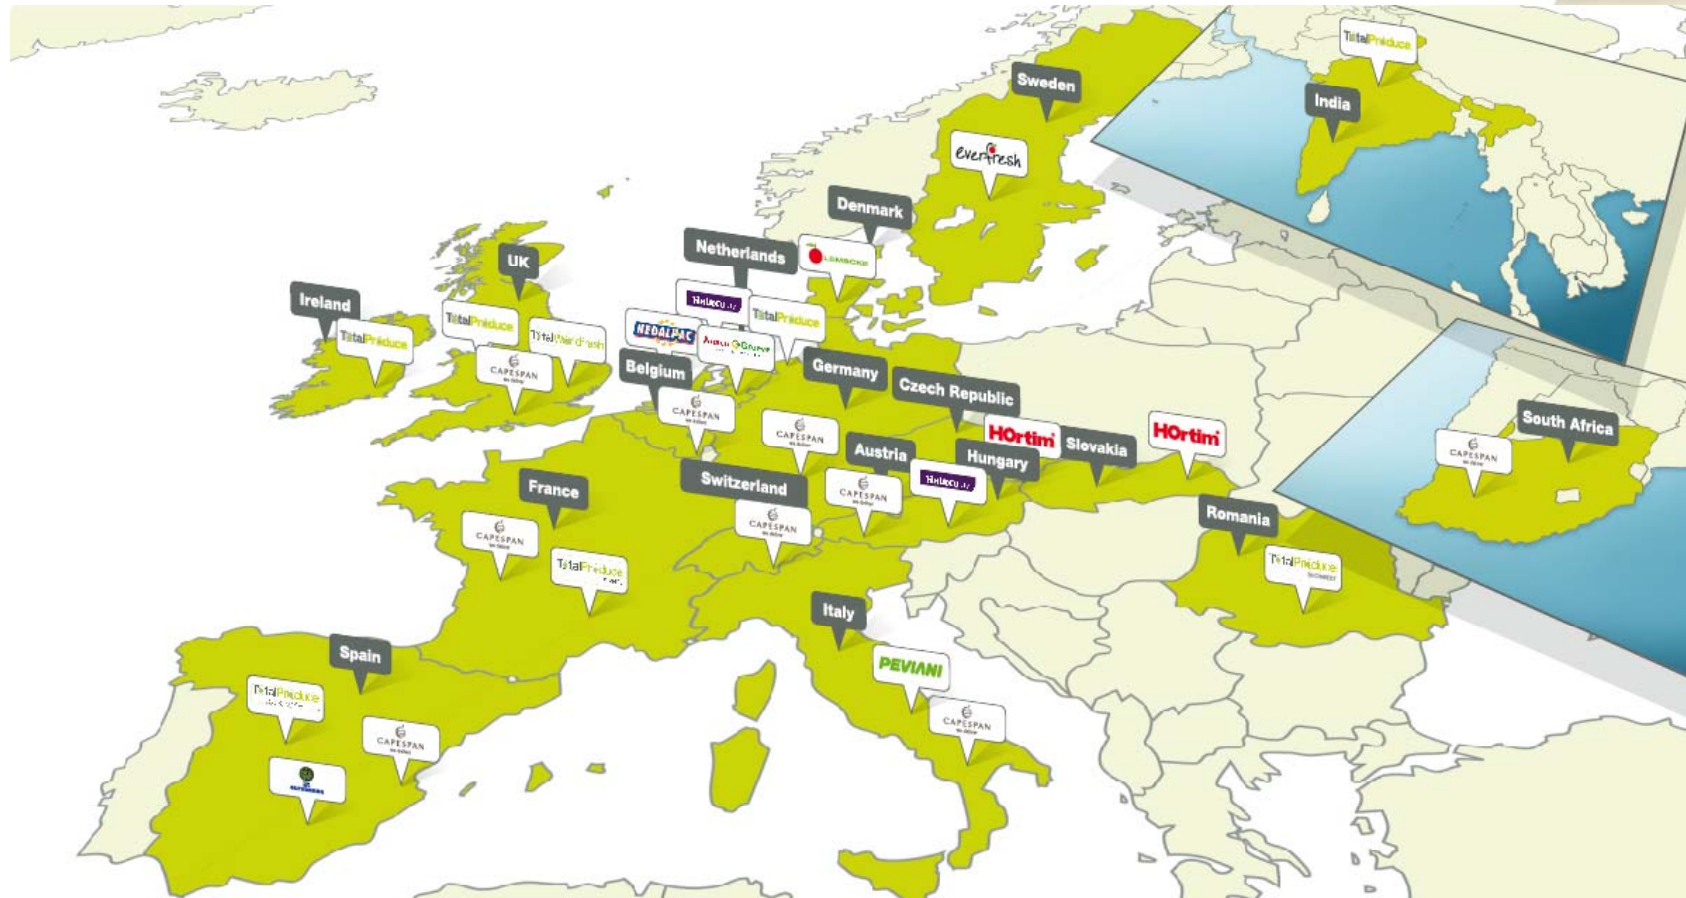 TotalProduce
Sweden
India
everfresh
Denmark
Netherlands
LEMBCKE
UK
Ireland
TotalProduce
TotalProduce
NEDALPAC
TotalProduce
TotalProduce
CAPESPAN
Belgium
Germany
Czech Republic
CAPESPAN
South Africa
CAPESPAN
HOrtim
HOrtim
Slovakia
CAPESPAN
Austria
Hungary
France
Switzerland
CAPESPAN
CAPESPAN
CAPESPAN
Romania
TotalProduce
TotalProduce
Italy
Spain
PEVIANI
TotalProduce
CAPESPAN
CAPESPAN